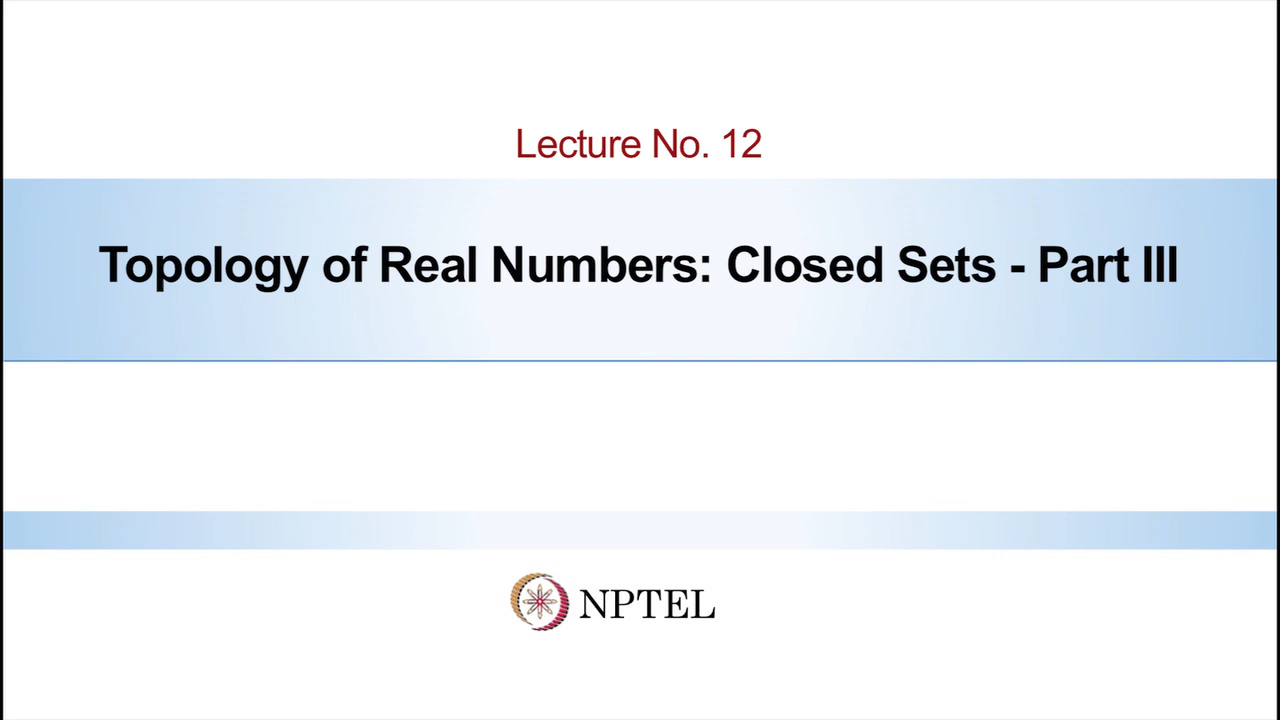 Lecture No. 12
Topology of Real Numbers: Closed Sets - Part III
NPTEL